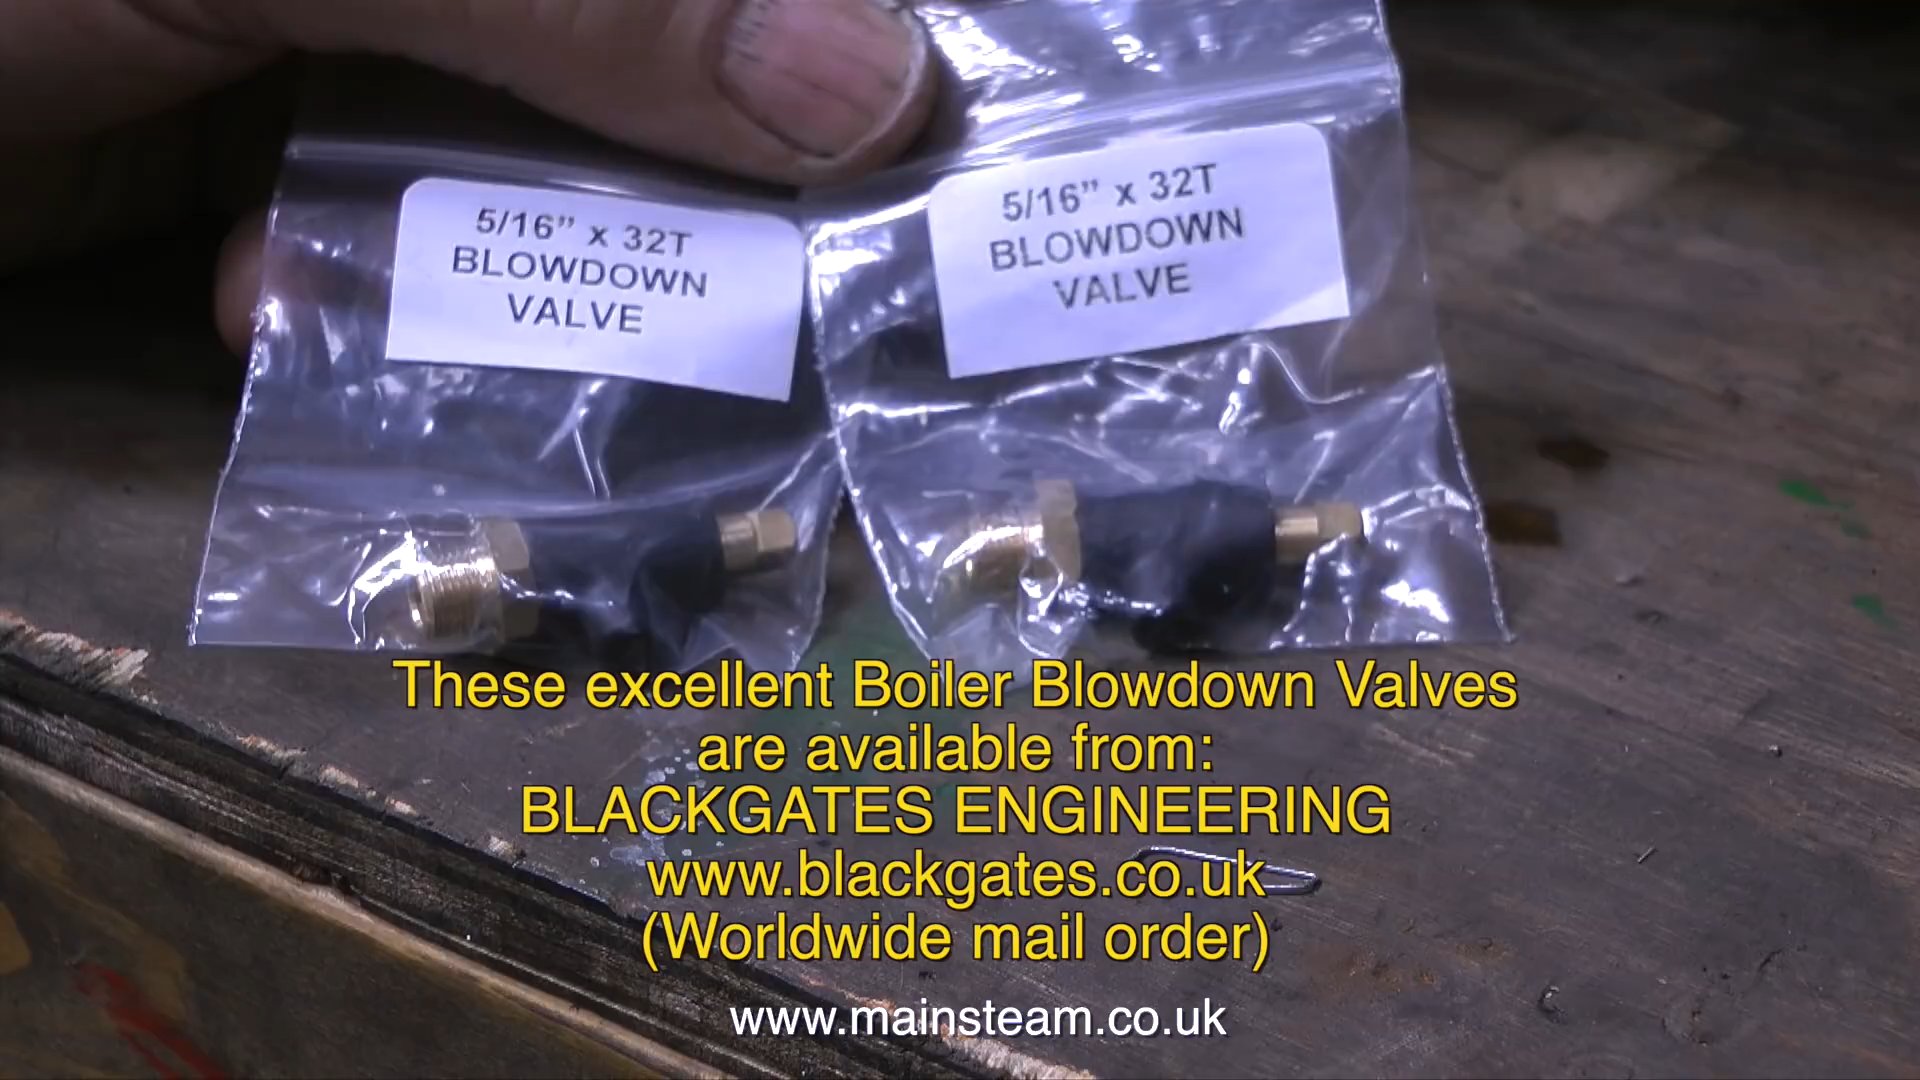 5/16” x 32T
BLOWDOWN
VALVE
5/16” x 32T
BLOWDOWN
VALVE
These excellent Boiler Blowdown Valves
are available from:
BLACKGATES ENGINEERING
www.blackgates.co.uk
(Worldwide mail order)
www.mainsteam.co.uk